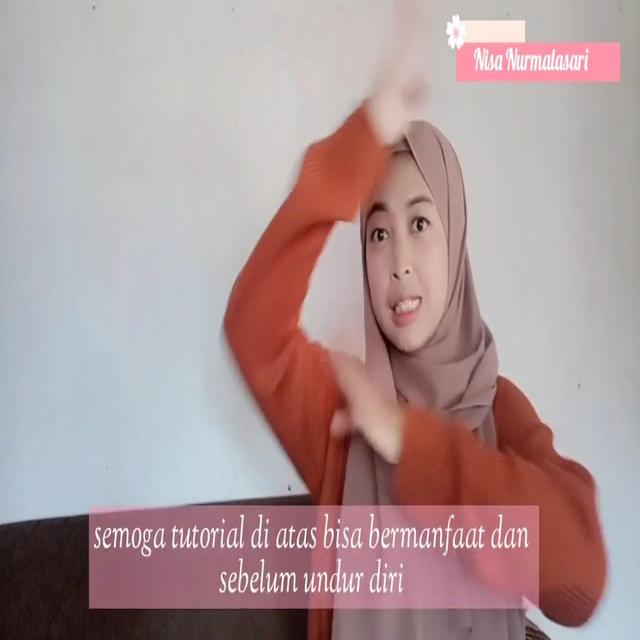 Nisa Nurmalasari
semoga tutorial di atas bisa bermanfaat dan
sebelum undur diri